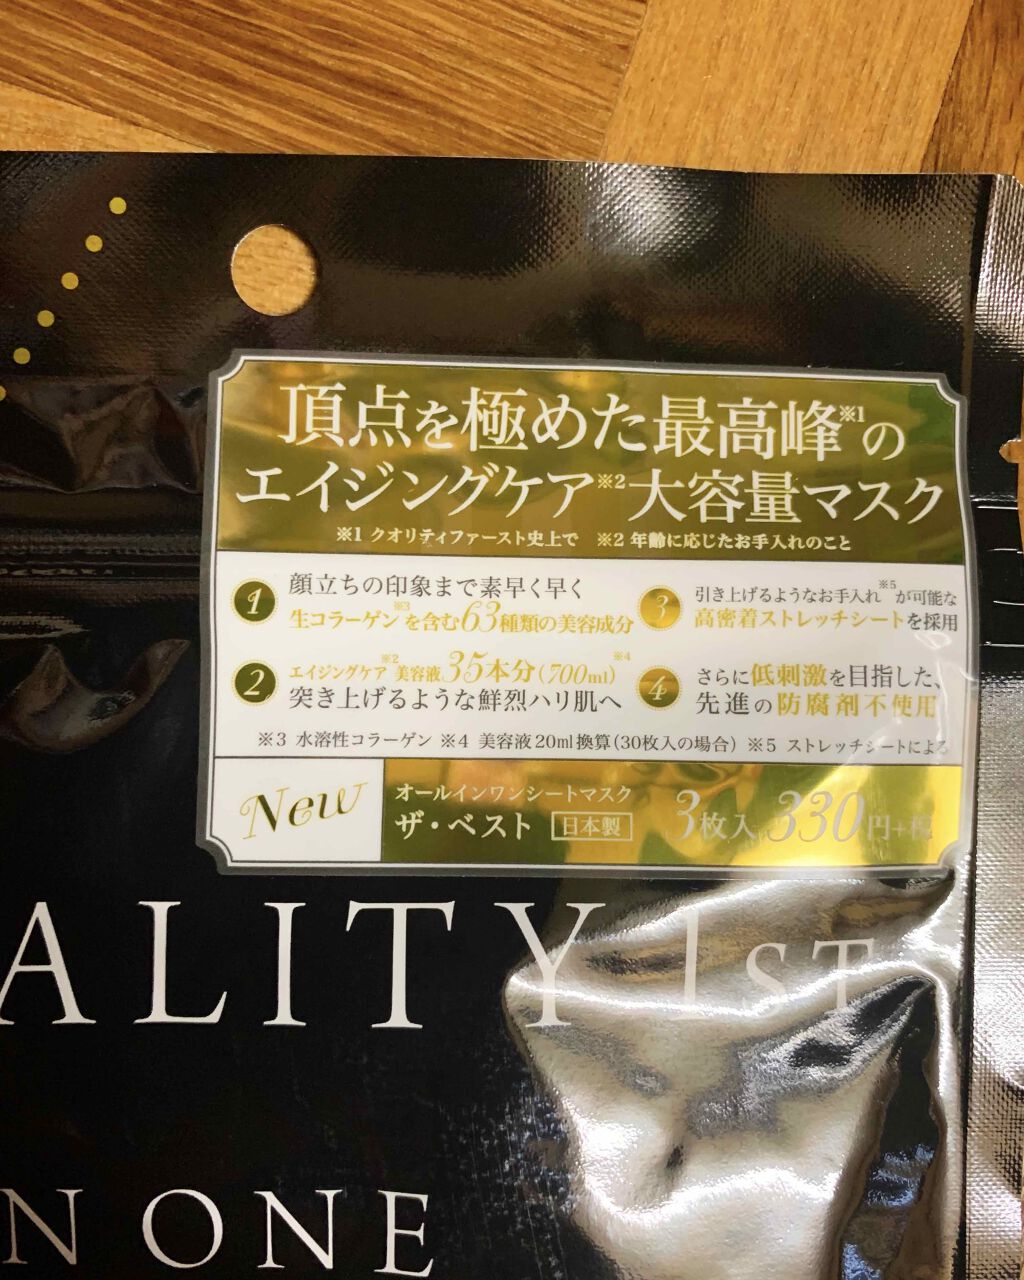 頂点を極めた最高峰※1の
エイジングケア※2大容量マスク
※1 クオリティファースト史上で ※2 年齢に応じたお手入れのこと
1 顔立ちの印象まで素早く早く
生コラーゲン※3を含む63種類の美容成分
2 エイジングケア※2美容液35本分(700ml)※4
突き上げるような鮮烈ハリ肌へ
3 引き上げるようなお手入れ※5が可能な
高密着ストレッチシートを採用
4 さらに低刺激を目指した、
先進の防腐剤不使用
※3 水溶性コラーゲン ※4 美容液20ml換算(30枚入の場合) ※5 ストレッチシートによる
New
オールインワンシートマスク
ザ・ベスト 日本製 3枚入 330円+税
ALITY 1ST
N ONE